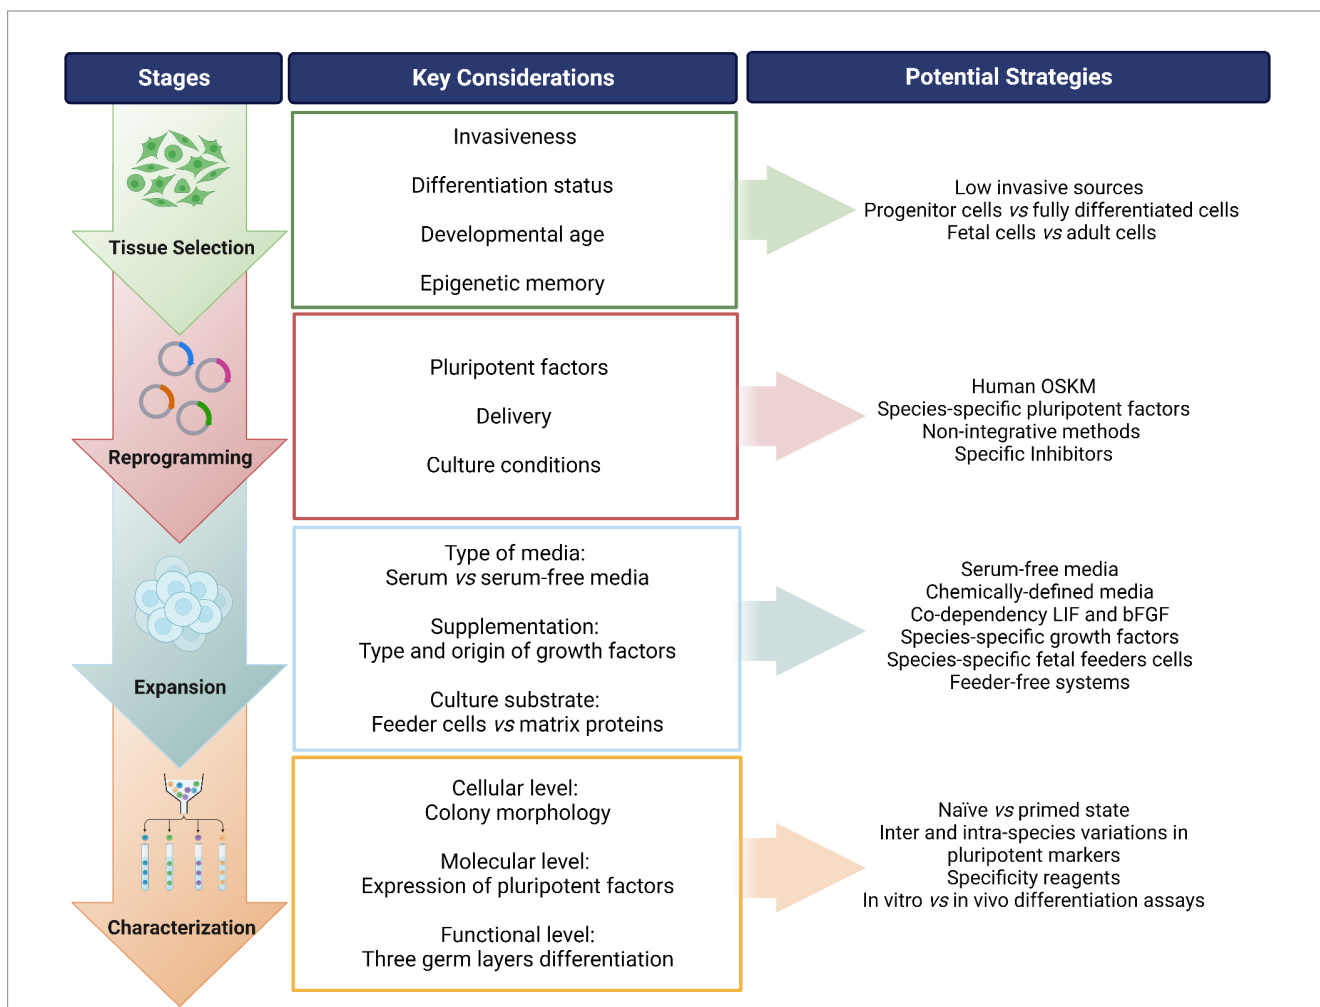 Stages
Key Considerations
Potential Strategies
Tissue Selection
Invasiveness
Differentiation status
Developmental age
Epigenetic memory
Low invasive sources
Progenitor cells vs fully differentiated cells
Fetal cells vs adult cells
Reprogramming
Pluripotent factors
Delivery
Culture conditions
Human OSKM
Species-specific pluripotent factors
Non-integrative methods
Specific Inhibitors
Expansion
Type of media:
Serum vs serum-free media
Supplementation:
Type and origin of growth factors
Culture substrate:
Feeder cells vs matrix proteins
Serum-free media
Chemically-defined media
Co-dependency LIF and bFGF
Species-specific growth factors
Species-specific fetal feeders cells
Feeder-free systems
Characterization
Cellular level:
Colony morphology
Molecular level:
Expression of pluripotent factors
Functional level:
Three germ layers differentiation
Naïve vs primed state
Inter and intra-species variations in
pluripotent markers
Specificity reagents
In vitro vs in vivo differentiation assays